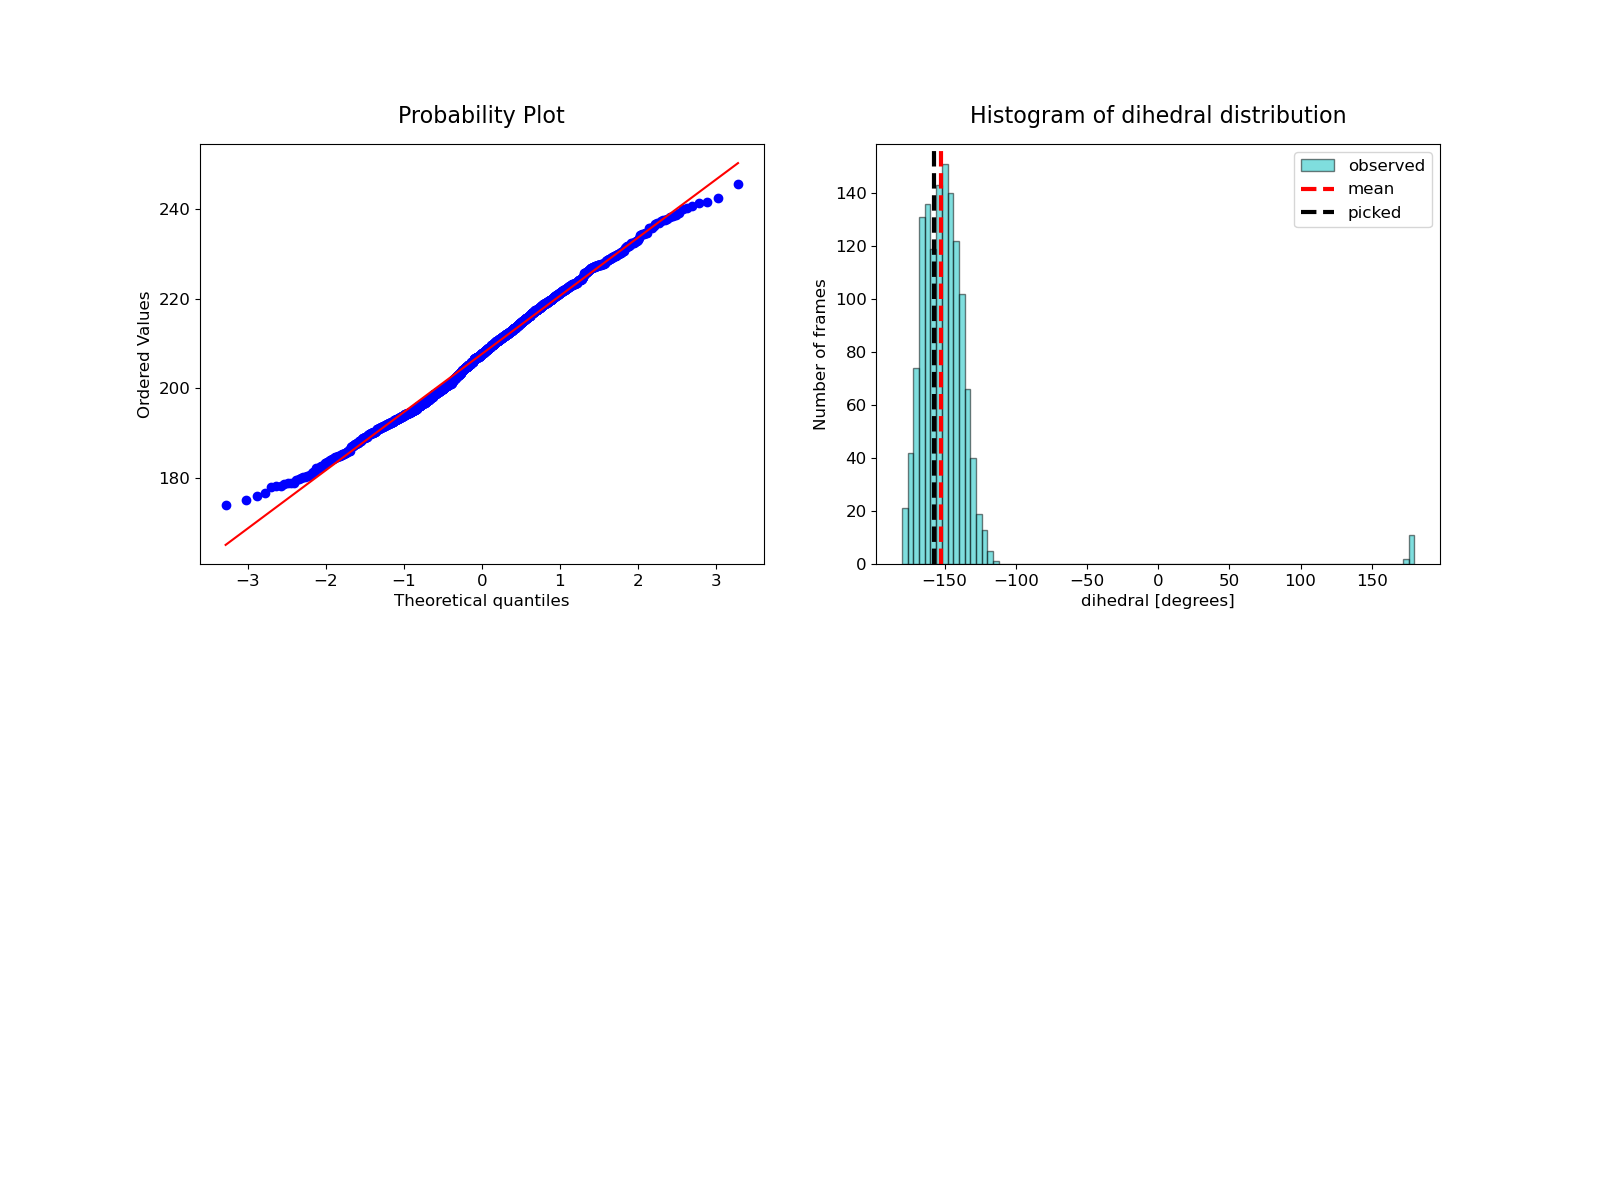 Probability Plot
Ordered Values
240
220
200
180
−3 −2 −1 0 1 2 3
Theoretical quantiles
Histogram of dihedral distribution
observed
mean
picked
Number of frames
140
120
100
80
60
40
20
0
−150 −100 −50 0 50 100 150
dihedral [degrees]